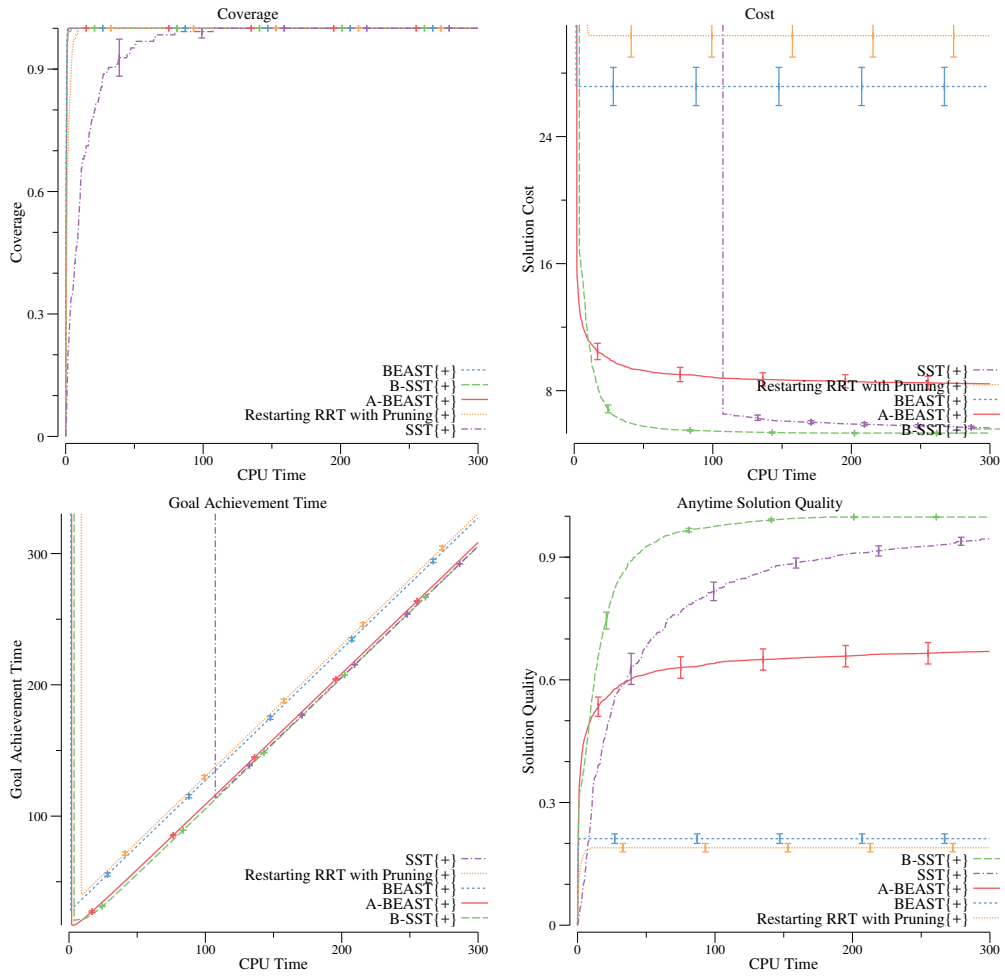 Coverage
Coverage
0.9
0.6
0.3
0
BEAST{+}
B-SST{+}
A-BEAST{+}
Restarting RRT with Pruning{+}
SST{+}
0
100
200
300
CPU Time
Cost
Solution Cost
24
16
8
SST{+}
Restarting RRT with Pruning{+}
BEAST{+}
A-BEAST{+}
B-SST{+}
0
100
200
300
CPU Time
Goal Achievement Time
Goal Achievement Time
300
200
100
SST{+}
Restarting RRT with Pruning{+}
BEAST{+}
A-BEAST{+}
B-SST{+}
0
100
200
300
CPU Time
Anytime Solution Quality
Solution Quality
0.9
0.6
0.3
0
B-SST{+}
SST{+}
A-BEAST{+}
BEAST{+}
Restarting RRT with Pruning{+}
0
100
200
300
CPU Time